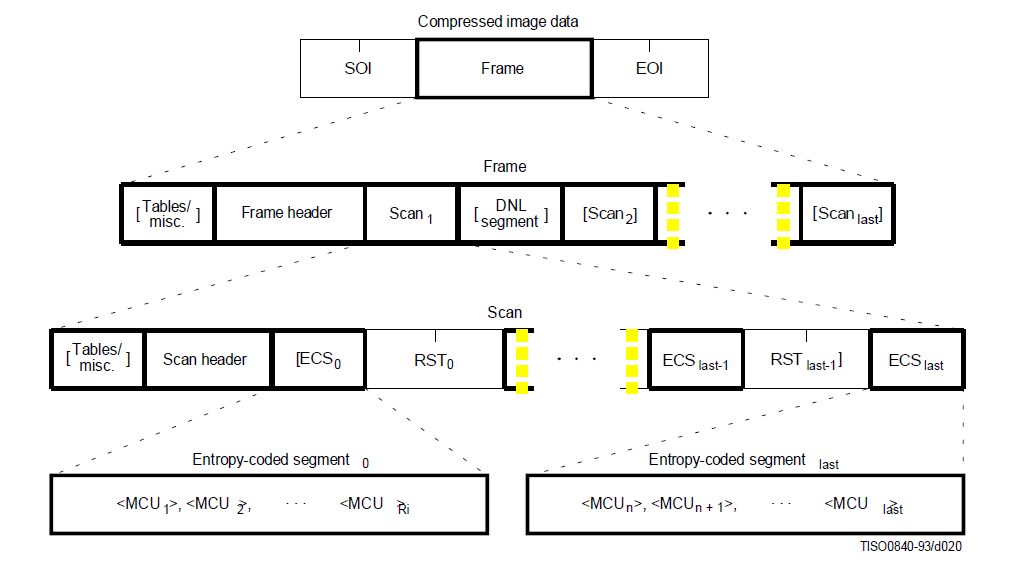 Compressed image data
SOI Frame EOI
Frame
[ Tables/ misc. ] Frame header Scan 1 [ DNL segment ] [Scan 2] · · · [Scan last]
Scan
[ Tables/ misc. ] Scan header [ECS 0 RST 0 · · · ECS last-1 RST last-1 ] ECS last
Entropy-coded segment 0 Entropy-coded segment last
<MCU 1>, <MCU 2>, · · · <MCU Ri> <MCU n>, <MCU n + 1>, · · · <MCU last>
TISO0840-93/d020